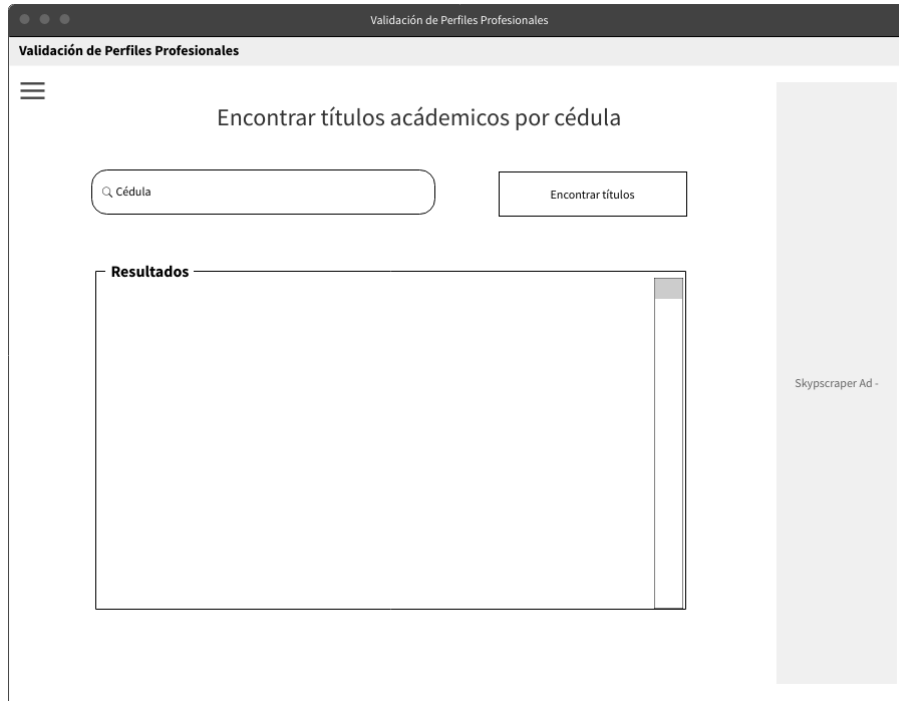 Validación de Perfiles Profesionales
Validación de Perfiles Profesionales
Encontrar títulos acádemicos por cédula
Cédula
Encontrar títulos
Resultados
Skypscraper Ad -